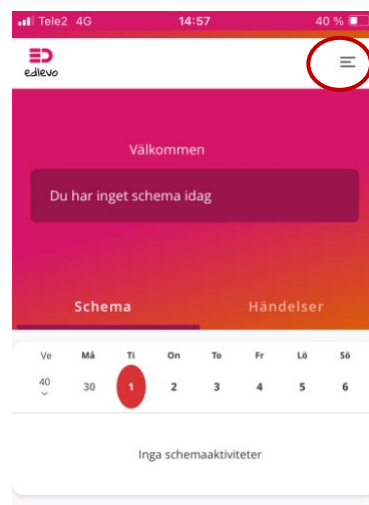 Tele2 4G 14:57 40 %
edlevo
Välkommen
Du har inget schema idag
Schema Händelser
Ve Må Ti On To Fr Lö Sö
40 30 1 2 3 4 5 6
Inga schemaaktiviteter